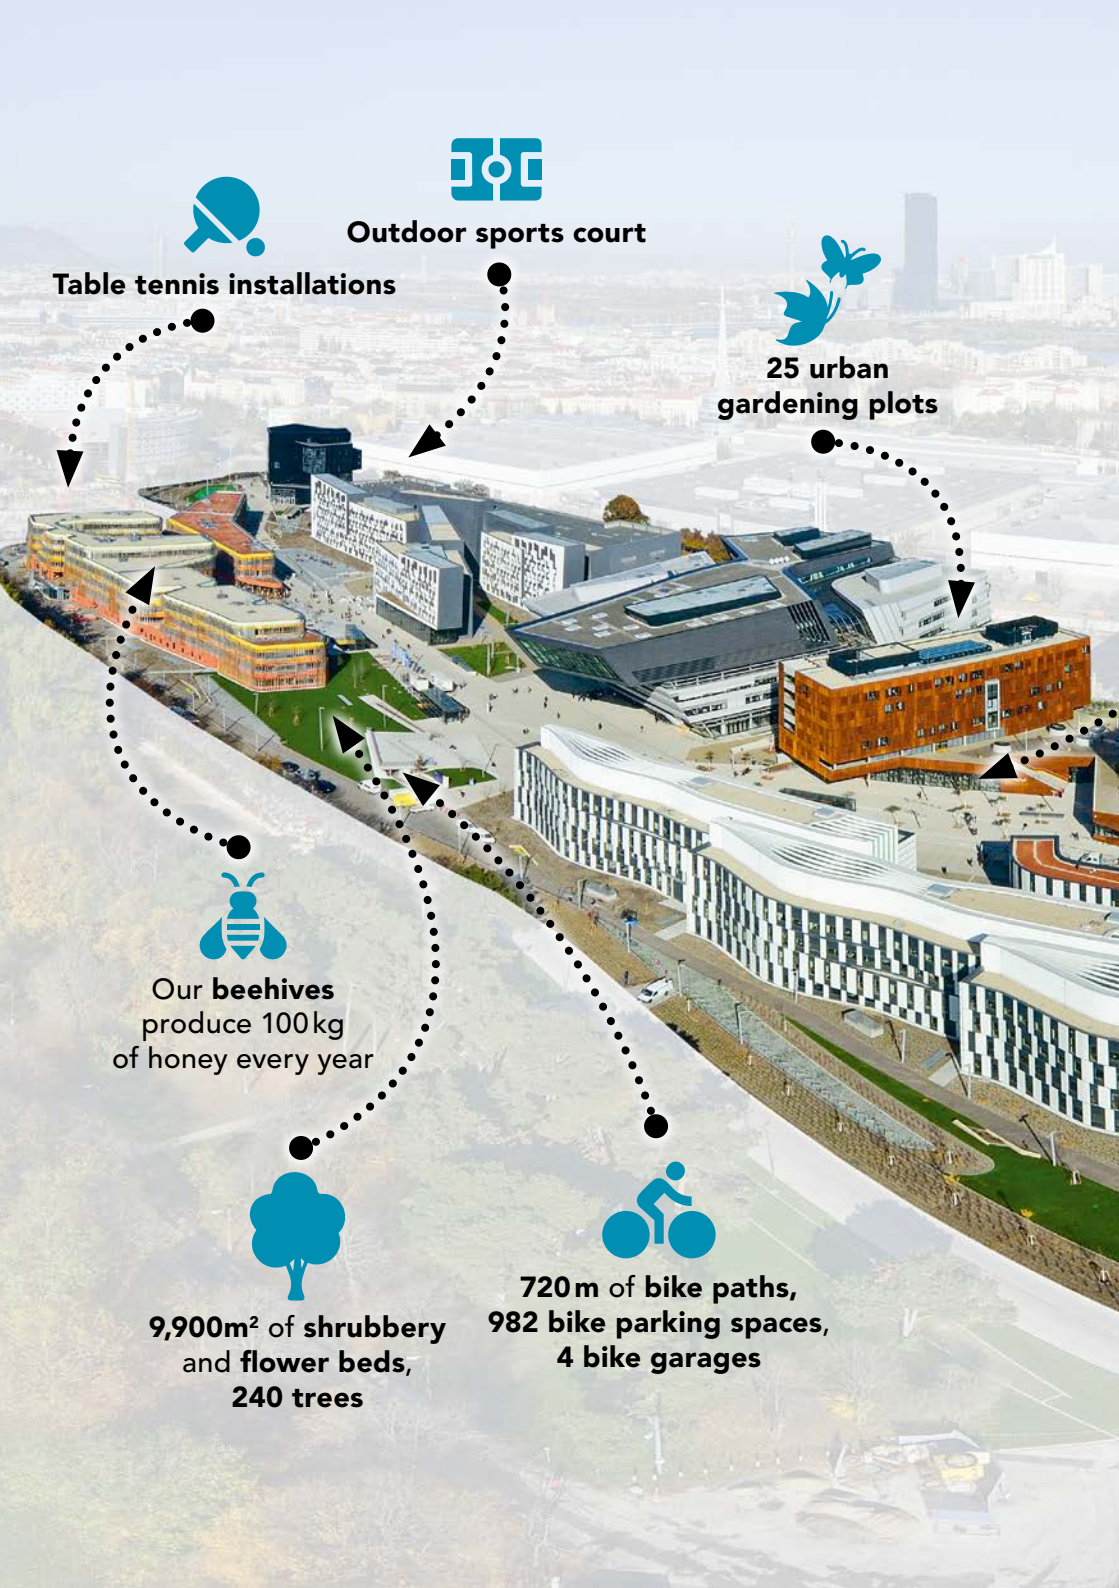 Outdoor sports court
Table tennis installations
25 urban
gardening plots
Our beehives
produce 100 kg
of honey every year
9,900m² of shrubbery
and flower beds,
240 trees
720 m of bike paths,
982 bike parking spaces,
4 bike garages